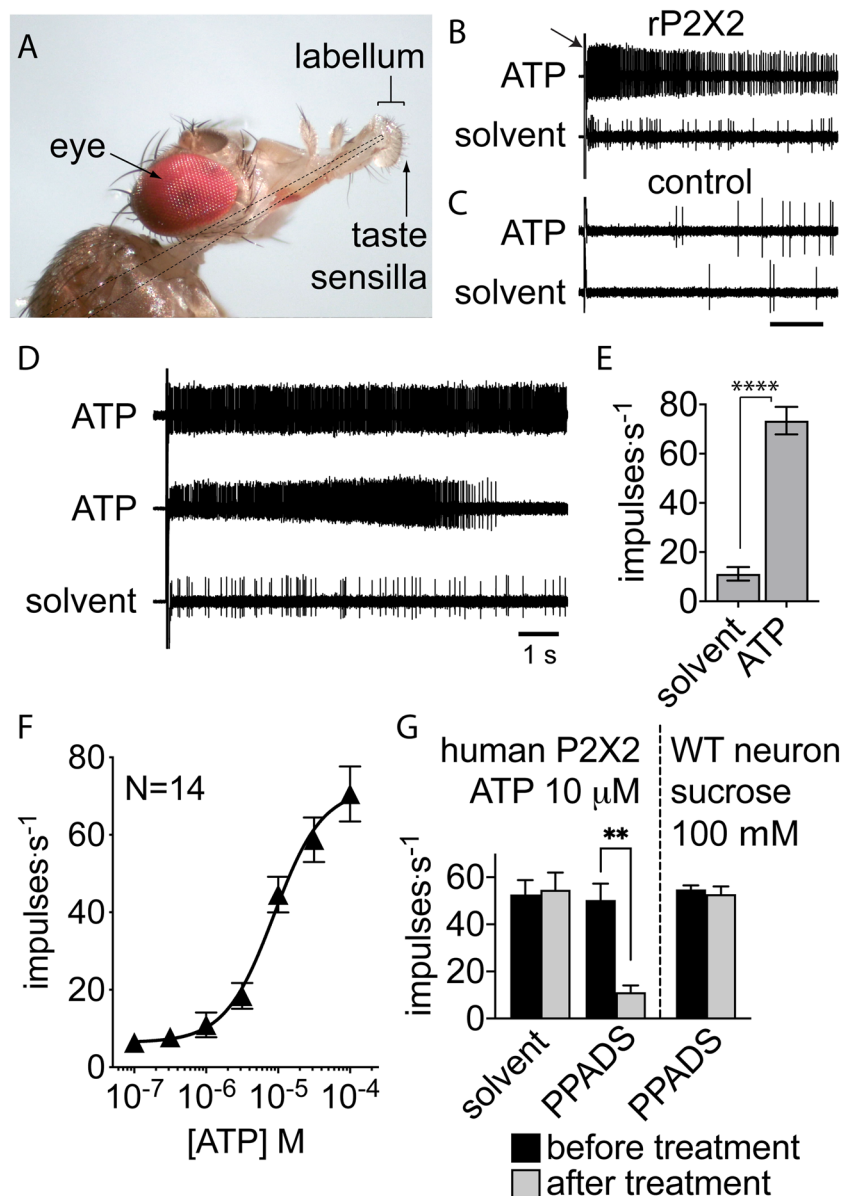 A
labellum
eye
taste
sensilla
B
rP2X2
ATP
solvent
control
C
ATP
solvent
D
ATP
ATP
solvent
1 s
E
****
80
60
40
20
0
impulses·s⁻¹
solvent
ATP
F
80
60
40
20
0
impulses·s⁻¹
N=14
10⁻⁷ 10⁻⁶ 10⁻⁵ 10⁻⁴
[ATP] M
G
human P2X2
ATP 10 μM
WT neuron
sucrose
100 mM
**
60
40
20
0
impulses·s⁻¹
solvent
PPADS
PPADS
before treatment
after treatment